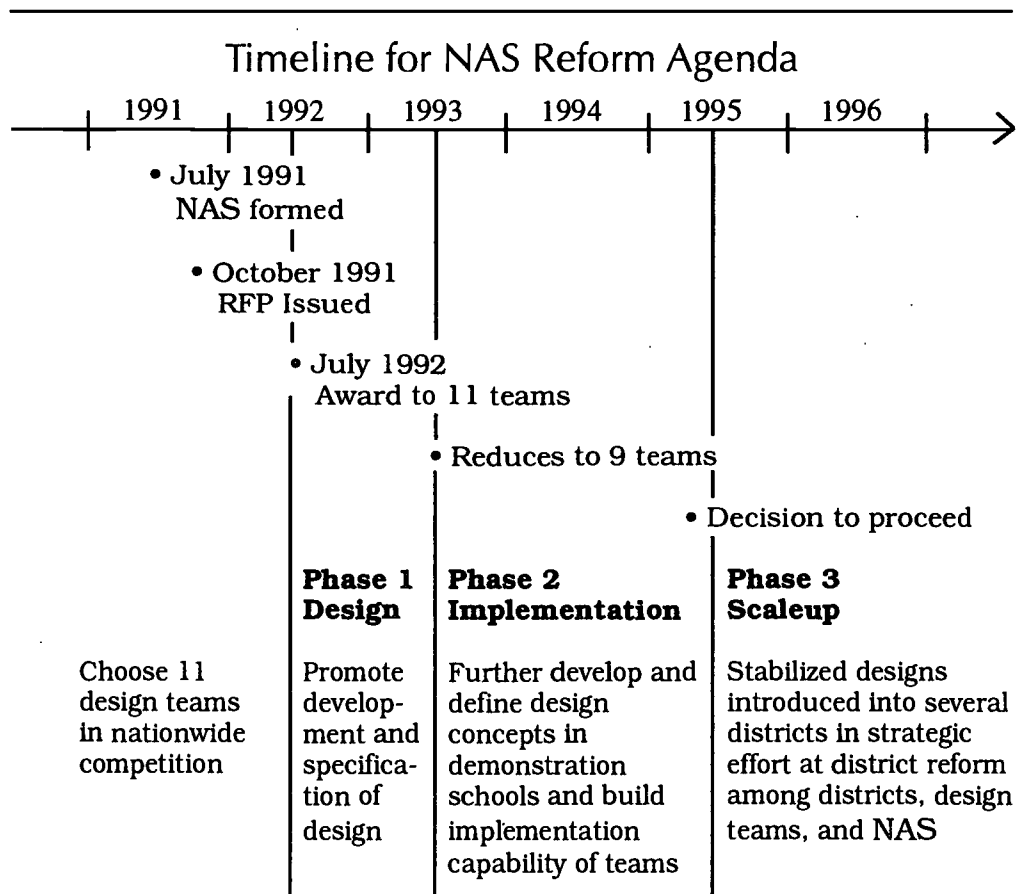 Timeline for NAS Reform Agenda
1991 1992 1993 1994 1995 1996
• July 1991
NAS formed
• October 1991
RFP Issued
• July 1992
Award to 11 teams
• Reduces to 9 teams
• Decision to proceed
Choose 11
design teams
in nationwide
competition
Phase 1
Design
Promote
develop-
ment and
specifica-
tion of
design
Phase 2
Implementation
Further develop and
define design
concepts in
demonstration
schools and build
implementation
capability of teams
Phase 3
Scaleup
Stabilized designs
introduced into several
districts in strategic
effort at district reform
among districts, design
teams, and NAS